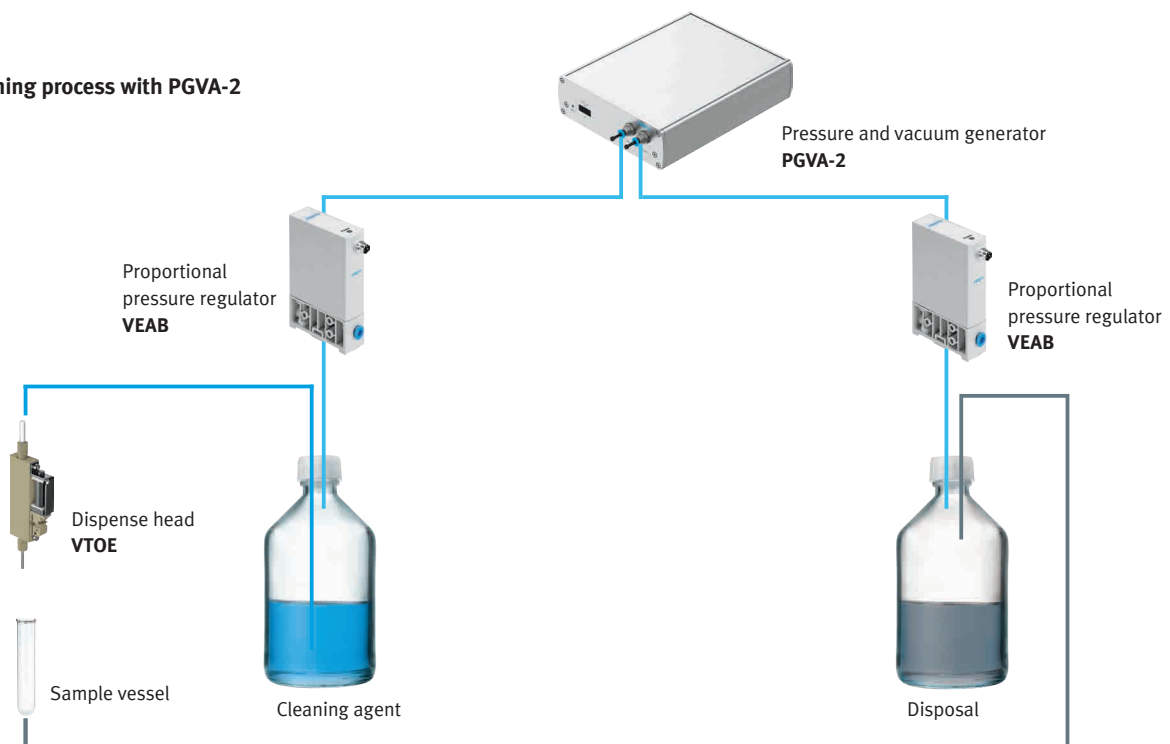 ning process with PGVA-2
Pressure and vacuum generator
PGVA-2
Proportional
pressure regulator
VEAB
Proportional
pressure regulator
VEAB
Dispense head
VTOE
Sample vessel
Cleaning agent
Disposal